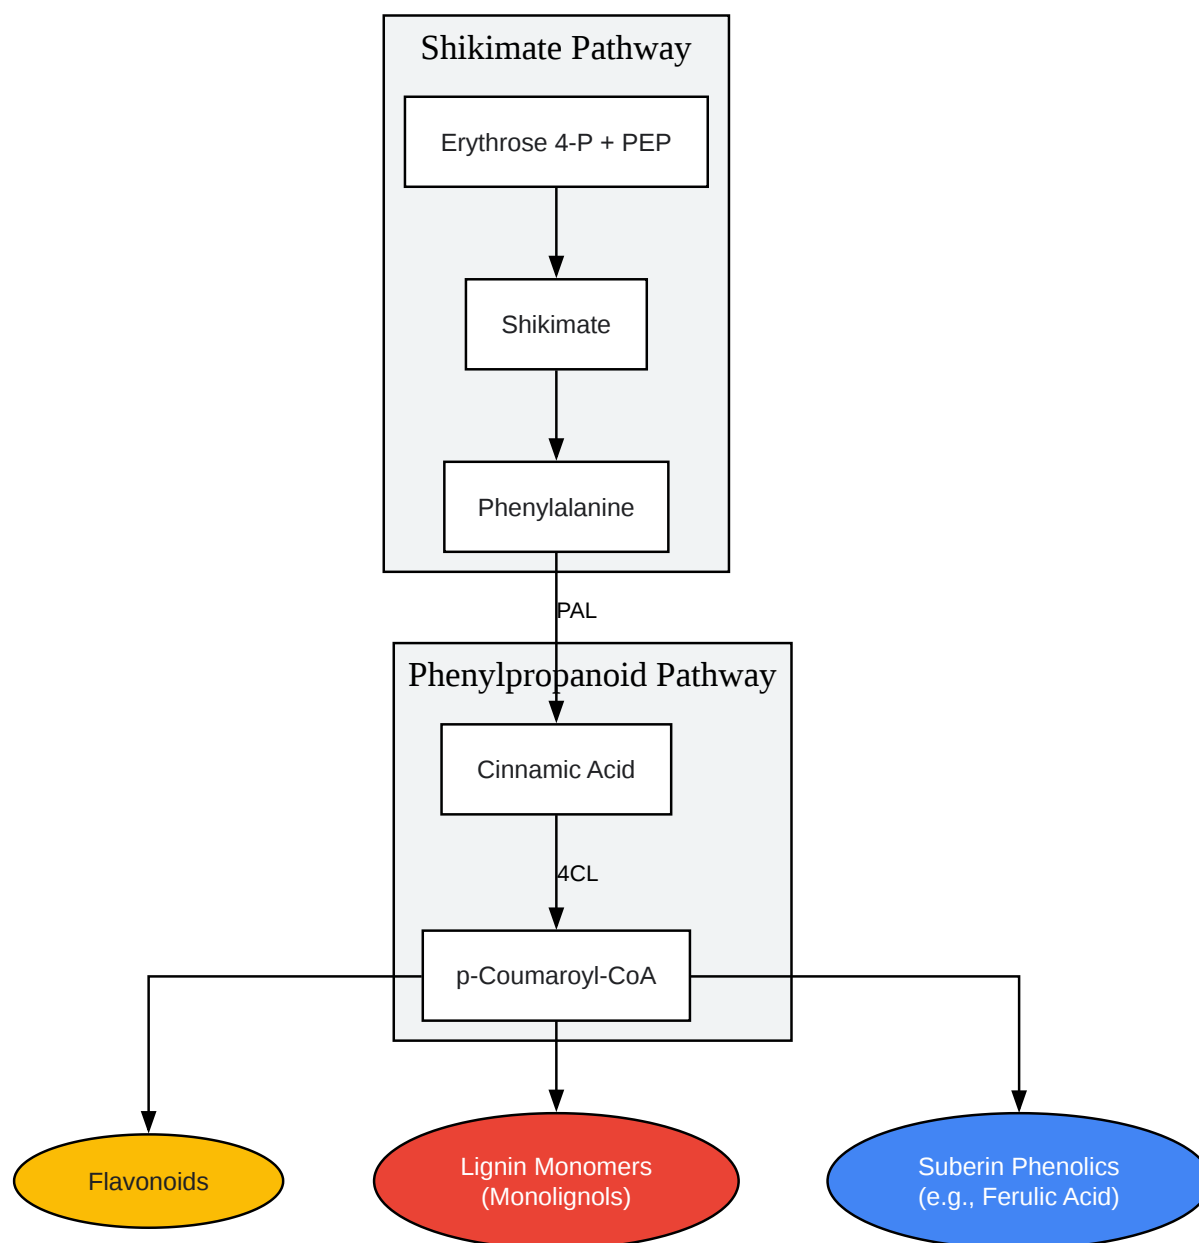 Shikimate Pathway
Erythrose 4-P + PEP
Shikimate
Phenylalanine
PAL
Phenylpropanoid Pathway
Cinnamic Acid
4CL
p-Coumaroyl-CoA
Flavonoids
Lignin Monomers
(Monolignols)
Suberin Phenolics
(e.g., Ferulic Acid)